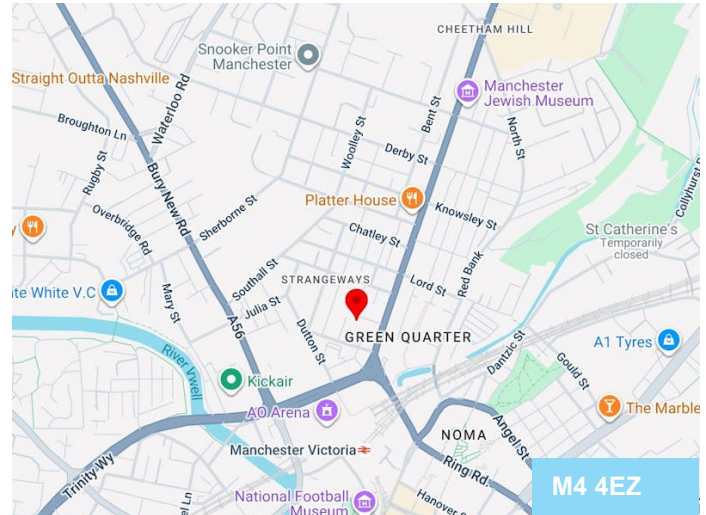 CHEETHAM HILL
Snooker Point
Manchester
Straight Outta Nashville
Waterloo Rd
Manchester
Jewish Museum
Broughton Ln
Woolley St
Bent St
North St
Derby St
Rugby St
Bury New Rd
Collyhurst
Platter House
Knowsley St
Sherborne St
Overbridge Rd
Chatley St
St Catherine's
Temporarily
closed
Red Bank
Southall St
STRANGEWAYS
Lord St
te White V.C
Mary St
Julia St
A56
Dutton St
GREEN QUARTER
Dantzic St
A1 Tyres
River Irwell
Gould St
Kickair
AO Arena
The Marble
NOMA
Angel St
Manchester Victoria
Trinity Wy
Ring Rd.
M4 4EZ
el Ln
National Football
Museum
Hanover S